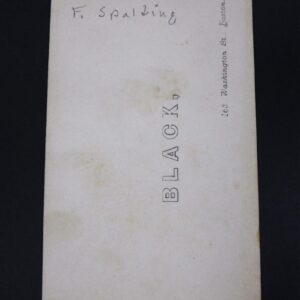 F. Spalding
BLACK,
163 Washington St. Boston.